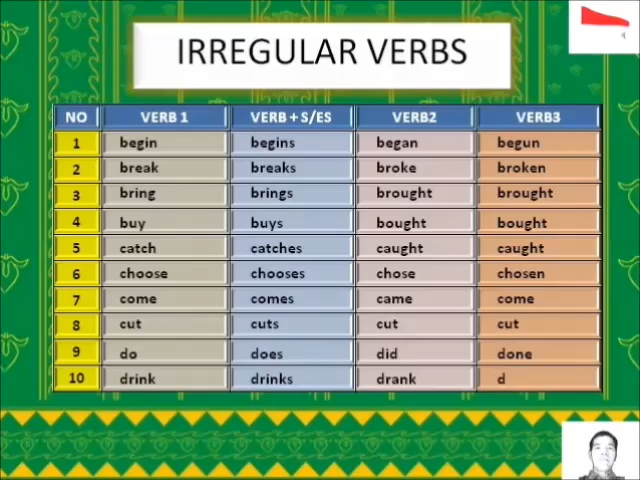 IRREGULAR VERBS
NO VERB 1 VERB + S/ES VERB2 VERB3
1 begin begins began begun
2 break breaks broke broken
3 bring brings brought brought
4 buy buys bought bought
5 catch catches caught caught
6 choose chooses chose chosen
7 come comes came come
8 cut cuts cut cut
9 do does did done
10 drink drinks drank d